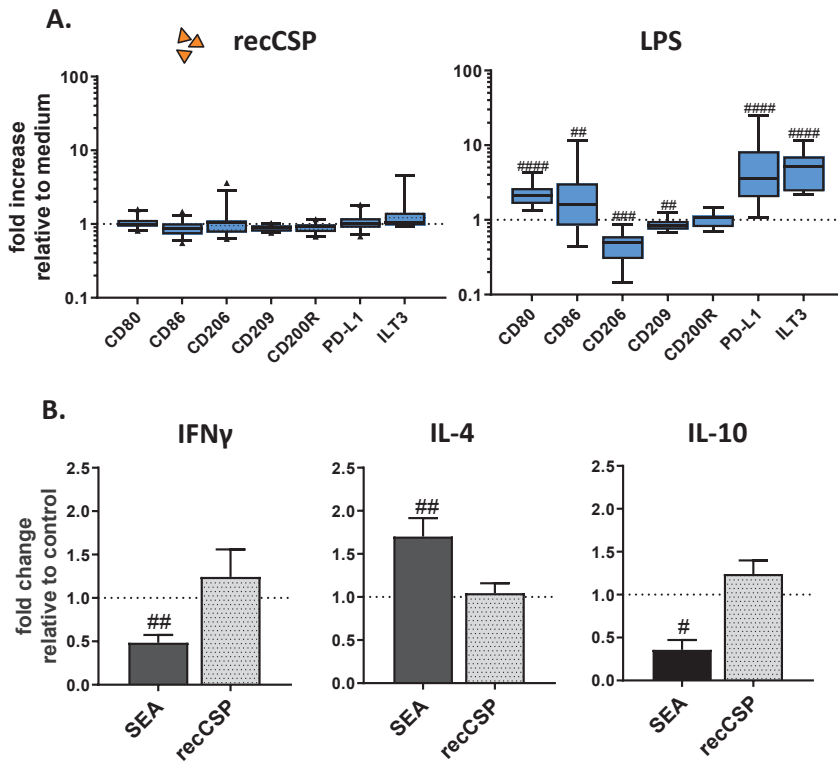 A.
recCSP
LPS
fold increase
relative to medium
100
10
1
0.1
CD80
CD86
CD206
CD209
CD200R
PD-L1
ILT3
100
10
1
0.1
####
##
###
##
####
####
CD80
CD86
CD206
CD209
CD200R
PD-L1
ILT3
B.
IFNγ
IL-4
IL-10
fold change
relative to control
2.5
2.0
1.5
1.0
0.5
0.0
##
SEA
recCSP
2.5
2.0
1.5
1.0
0.5
0.0
##
SEA
recCSP
2.5
2.0
1.5
1.0
0.5
0.0
#
SEA
recCSP